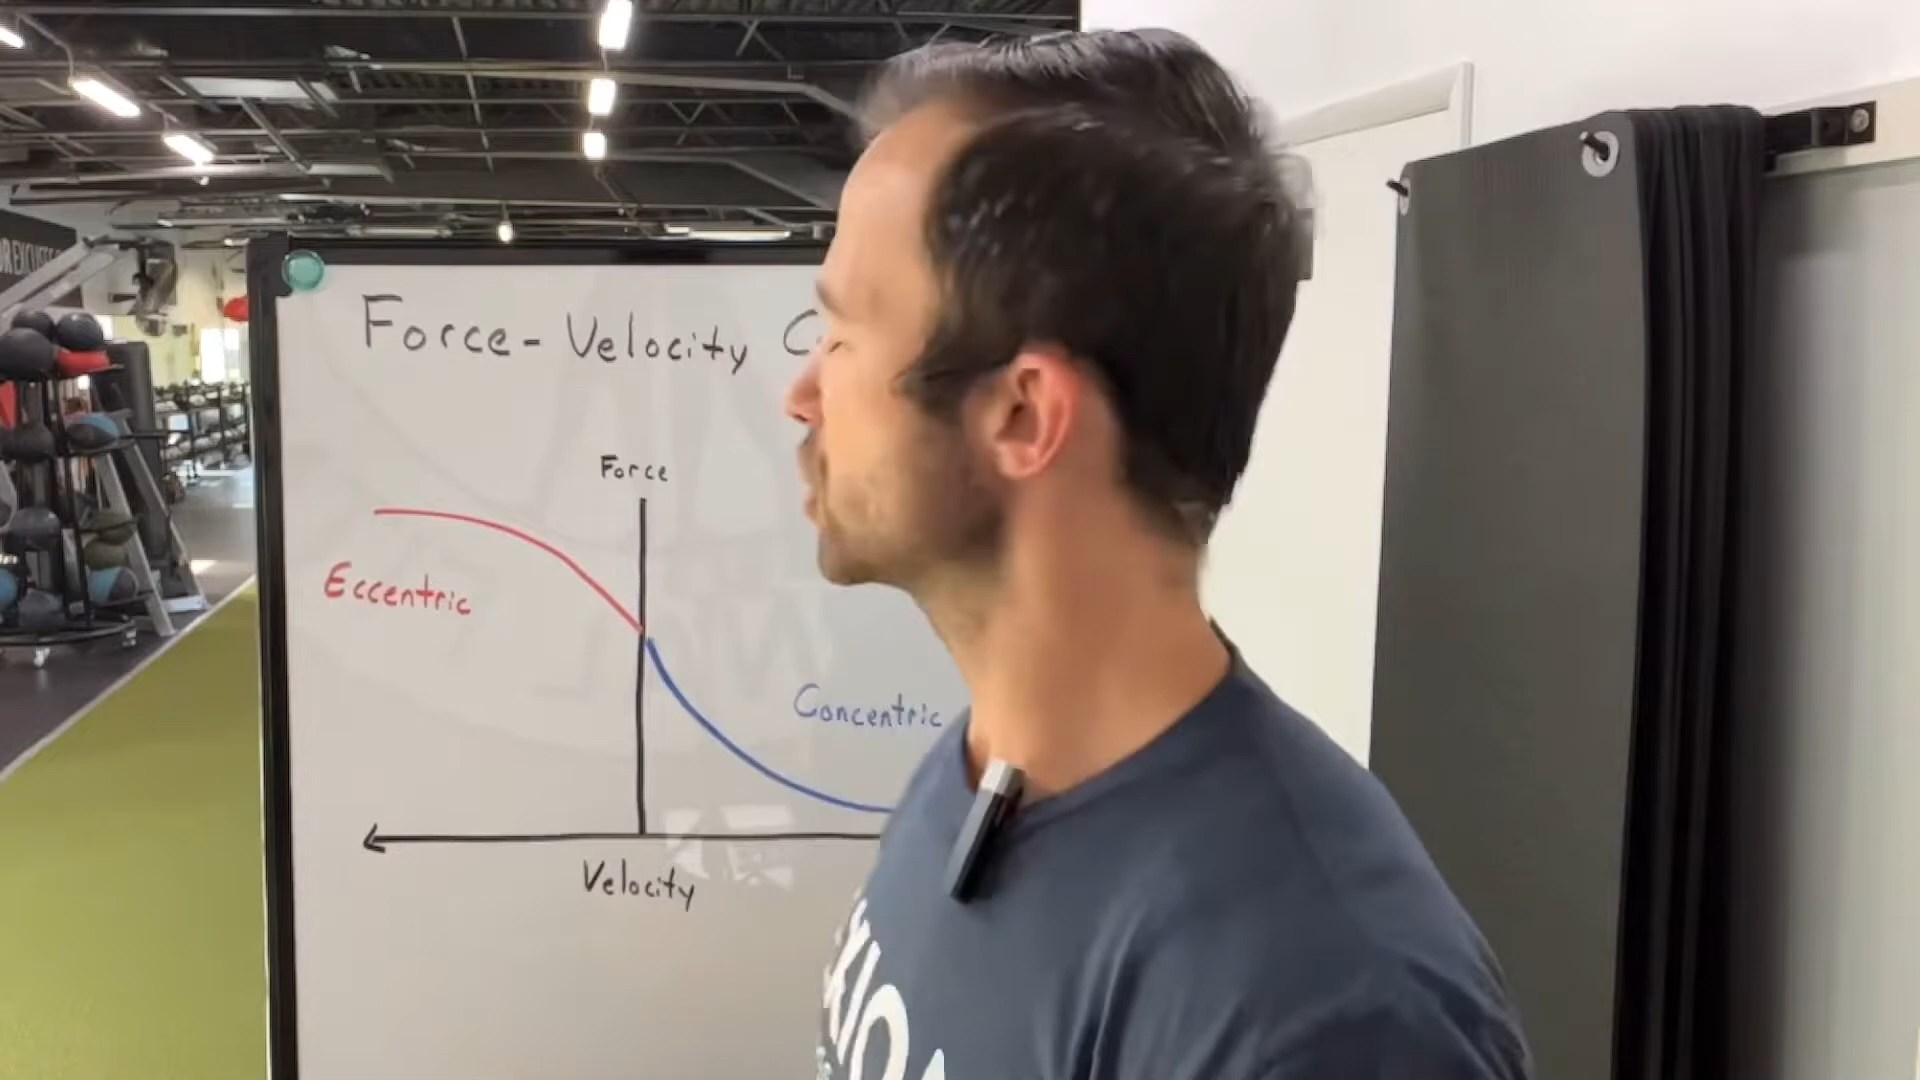 Force - Velocity C
Force
Eccentric
Concentric
Velocity